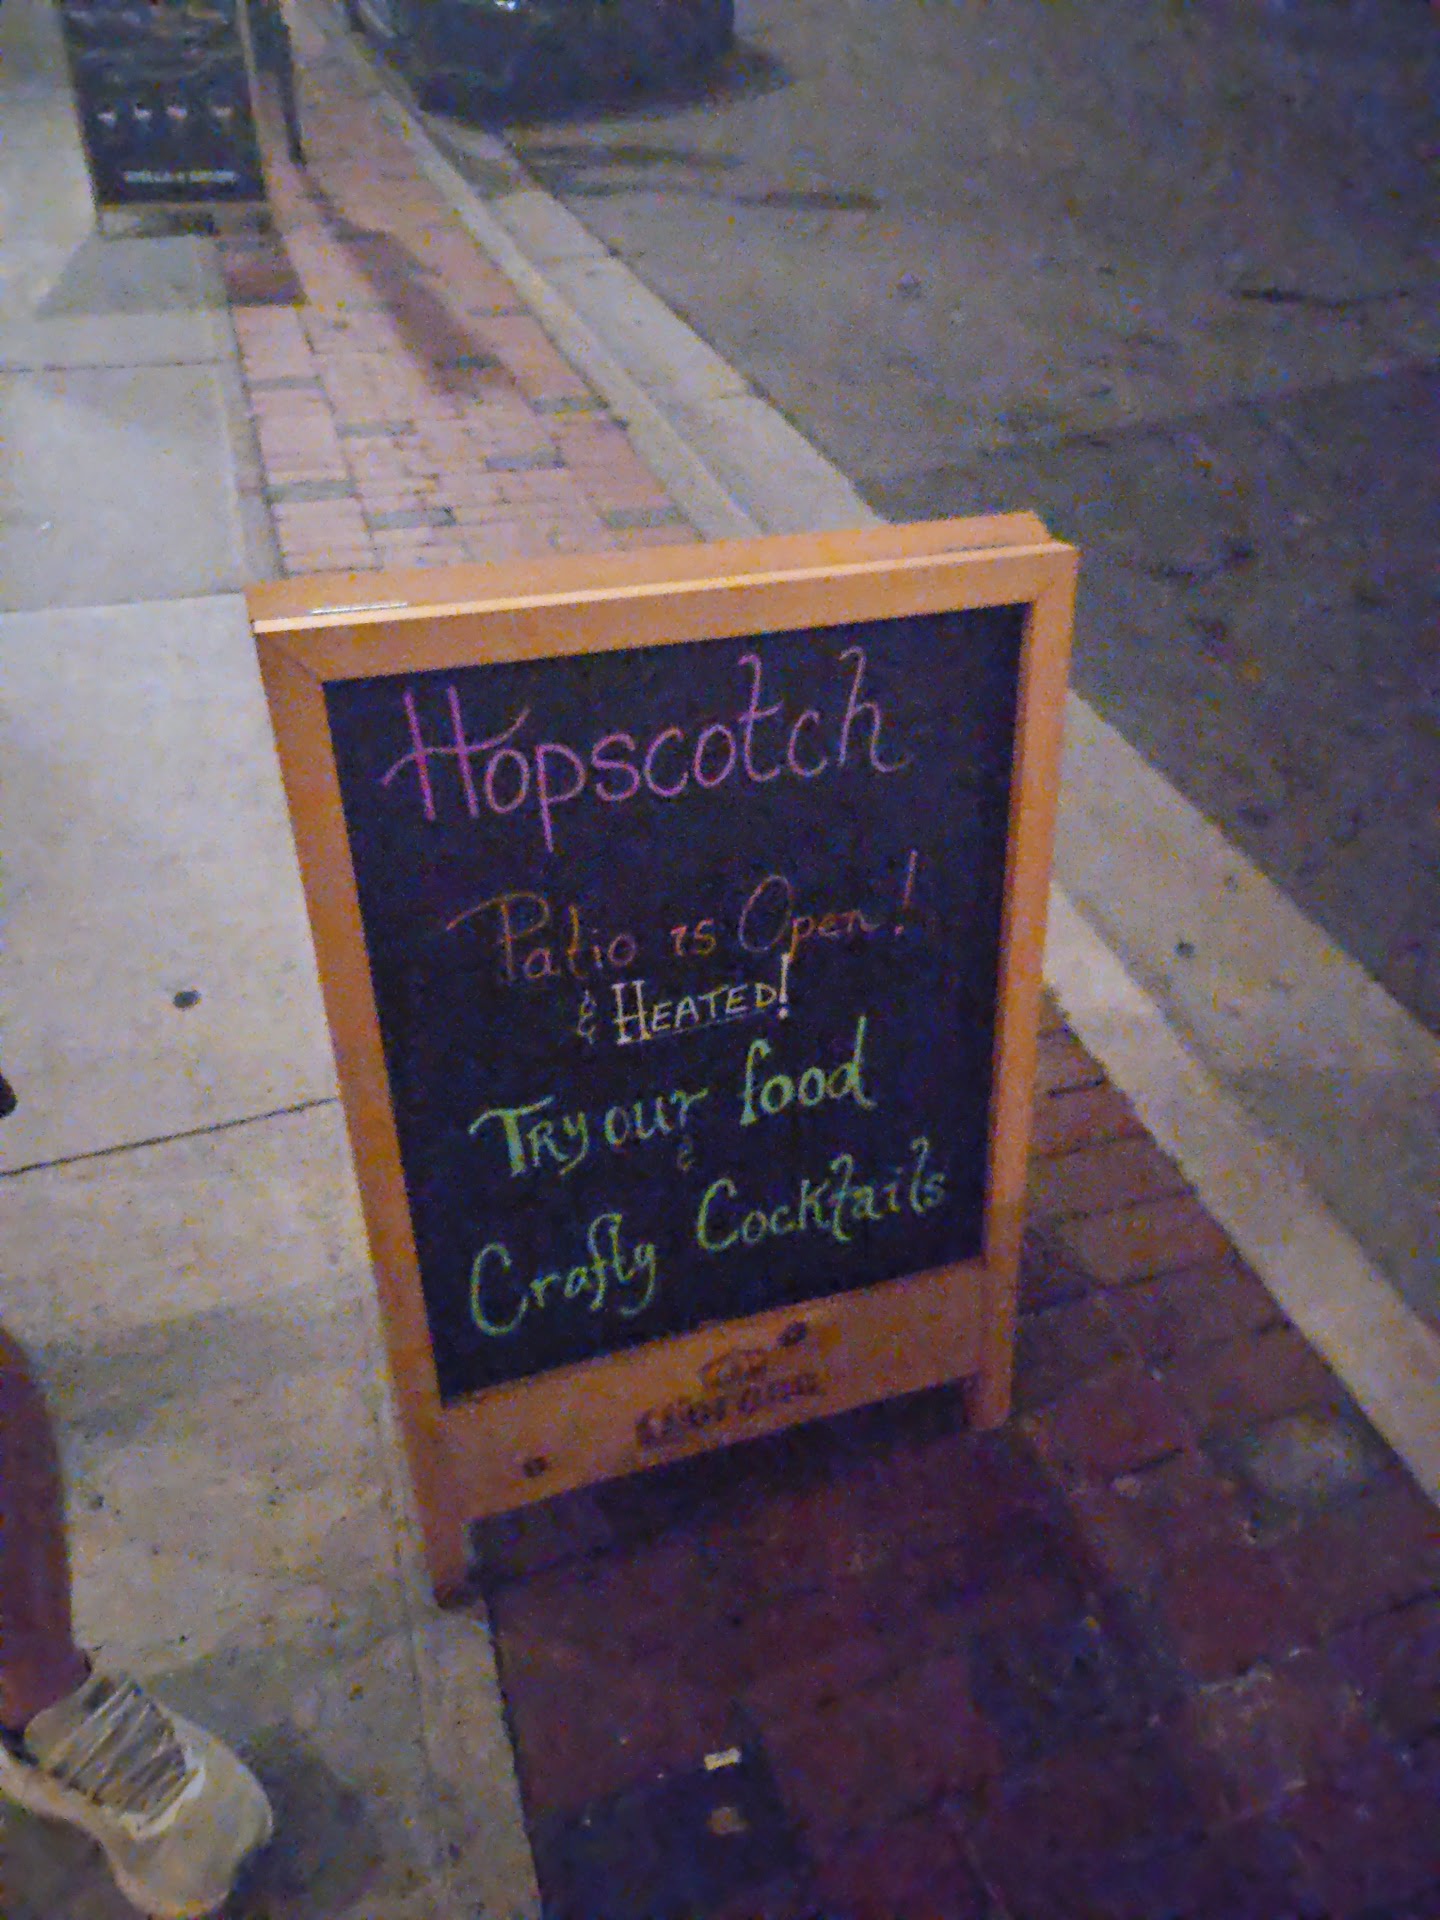 Hopscotch
Patio is Open!
& HEATED!
Try our food
&
Crafty Cocktails